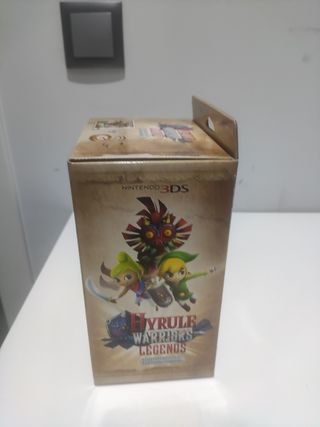 NINTENDO 3DS
HYRULE
WARRIORS
LEGENDS